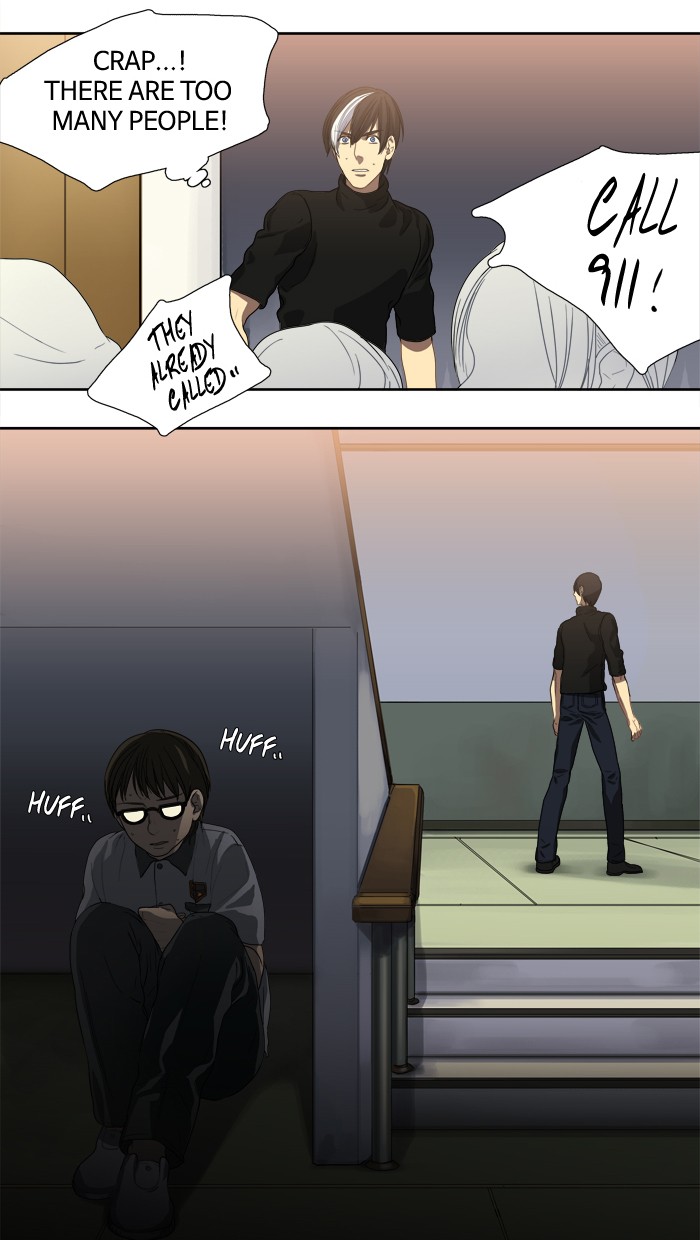 CRAP...!
THERE ARE TOO
MANY PEOPLE!
CALL
911!
THEY
ALREADY
CALLED..
HUFF..
HUFF..